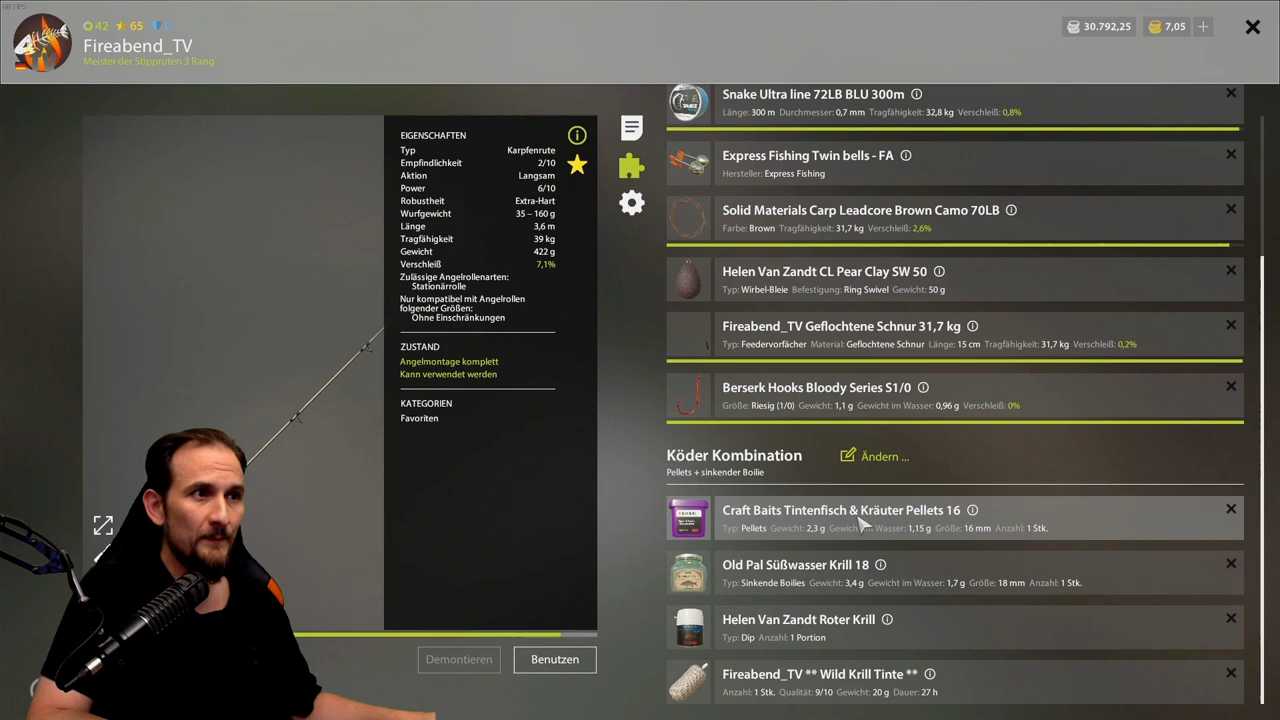 60 FPS
42 65 0
30.792,25
7,05
Fireabend_TV
Meister der Stippruten 3 Rang
EIGENSCHAFTEN
Typ Karpfenrute
Empfindlichkeit 2/10
Aktion Langsam
Power 6/10
Robustheit Extra-Hart
Wurfgewicht 35 – 160 g
Länge 3,6 m
Tragfähigkeit 39 kg
Gewicht 422 g
Verschleiß 7,1%
Zulässige Angelrollenarten:
Stationärrolle
Nur kompatibel mit Angelrollen
folgender Größen:
Ohne Einschränkungen
ZUSTAND
Angelmontage komplett
Kann verwendet werden
KATEGORIEN
Favoriten
Demontieren
Benutzen
Snake Ultra line 72LB BLU 300m
Länge: 300 m Durchmesser: 0,7 mm Tragfähigkeit: 32,8 kg Verschleiß: 0,8%
Express Fishing Twin bells - FA
Hersteller: Express Fishing
Solid Materials Carp Leadcore Brown Camo 70LB
Farbe: Brown Tragfähigkeit: 31,7 kg Verschleiß: 2,6%
Helen Van Zandt CL Pear Clay SW 50
Typ: Wirbel-Bleie Befestigung: Ring Swivel Gewicht: 50 g
Fireabend_TV Geflochtene Schnur 31,7 kg
Typ: Feedervorfächer Material: Geflochtene Schnur Länge: 15 cm Tragfähigkeit: 31,7 kg Verschleiß: 0,2%
Berserk Hooks Bloody Series S1/0
Größe: Riesig (1/0) Gewicht: 1,1 g Gewicht im Wasser: 0,96 g Verschleiß: 0%
Köder Kombination
Ändern ...
Pellets + sinkender Boilie
Craft Baits Tintenfisch & Kräuter Pellets 16
Typ: Pellets Gewicht: 2,3 g Gewicht im Wasser: 1,15 g Größe: 16 mm Anzahl: 1 Stk.
Old Pal Süßwasser Krill 18
Typ: Sinkende Boilies Gewicht: 3,4 g Gewicht im Wasser: 1,7 g Größe: 18 mm Anzahl: 1 Stk.
Helen Van Zandt Roter Krill
Typ: Dip Anzahl: 1 Portion
Fireabend_TV ** Wild Krill Tinte **
Anzahl: 1 Stk. Qualität: 9/10 Gewicht: 20 g Dauer: 27 h